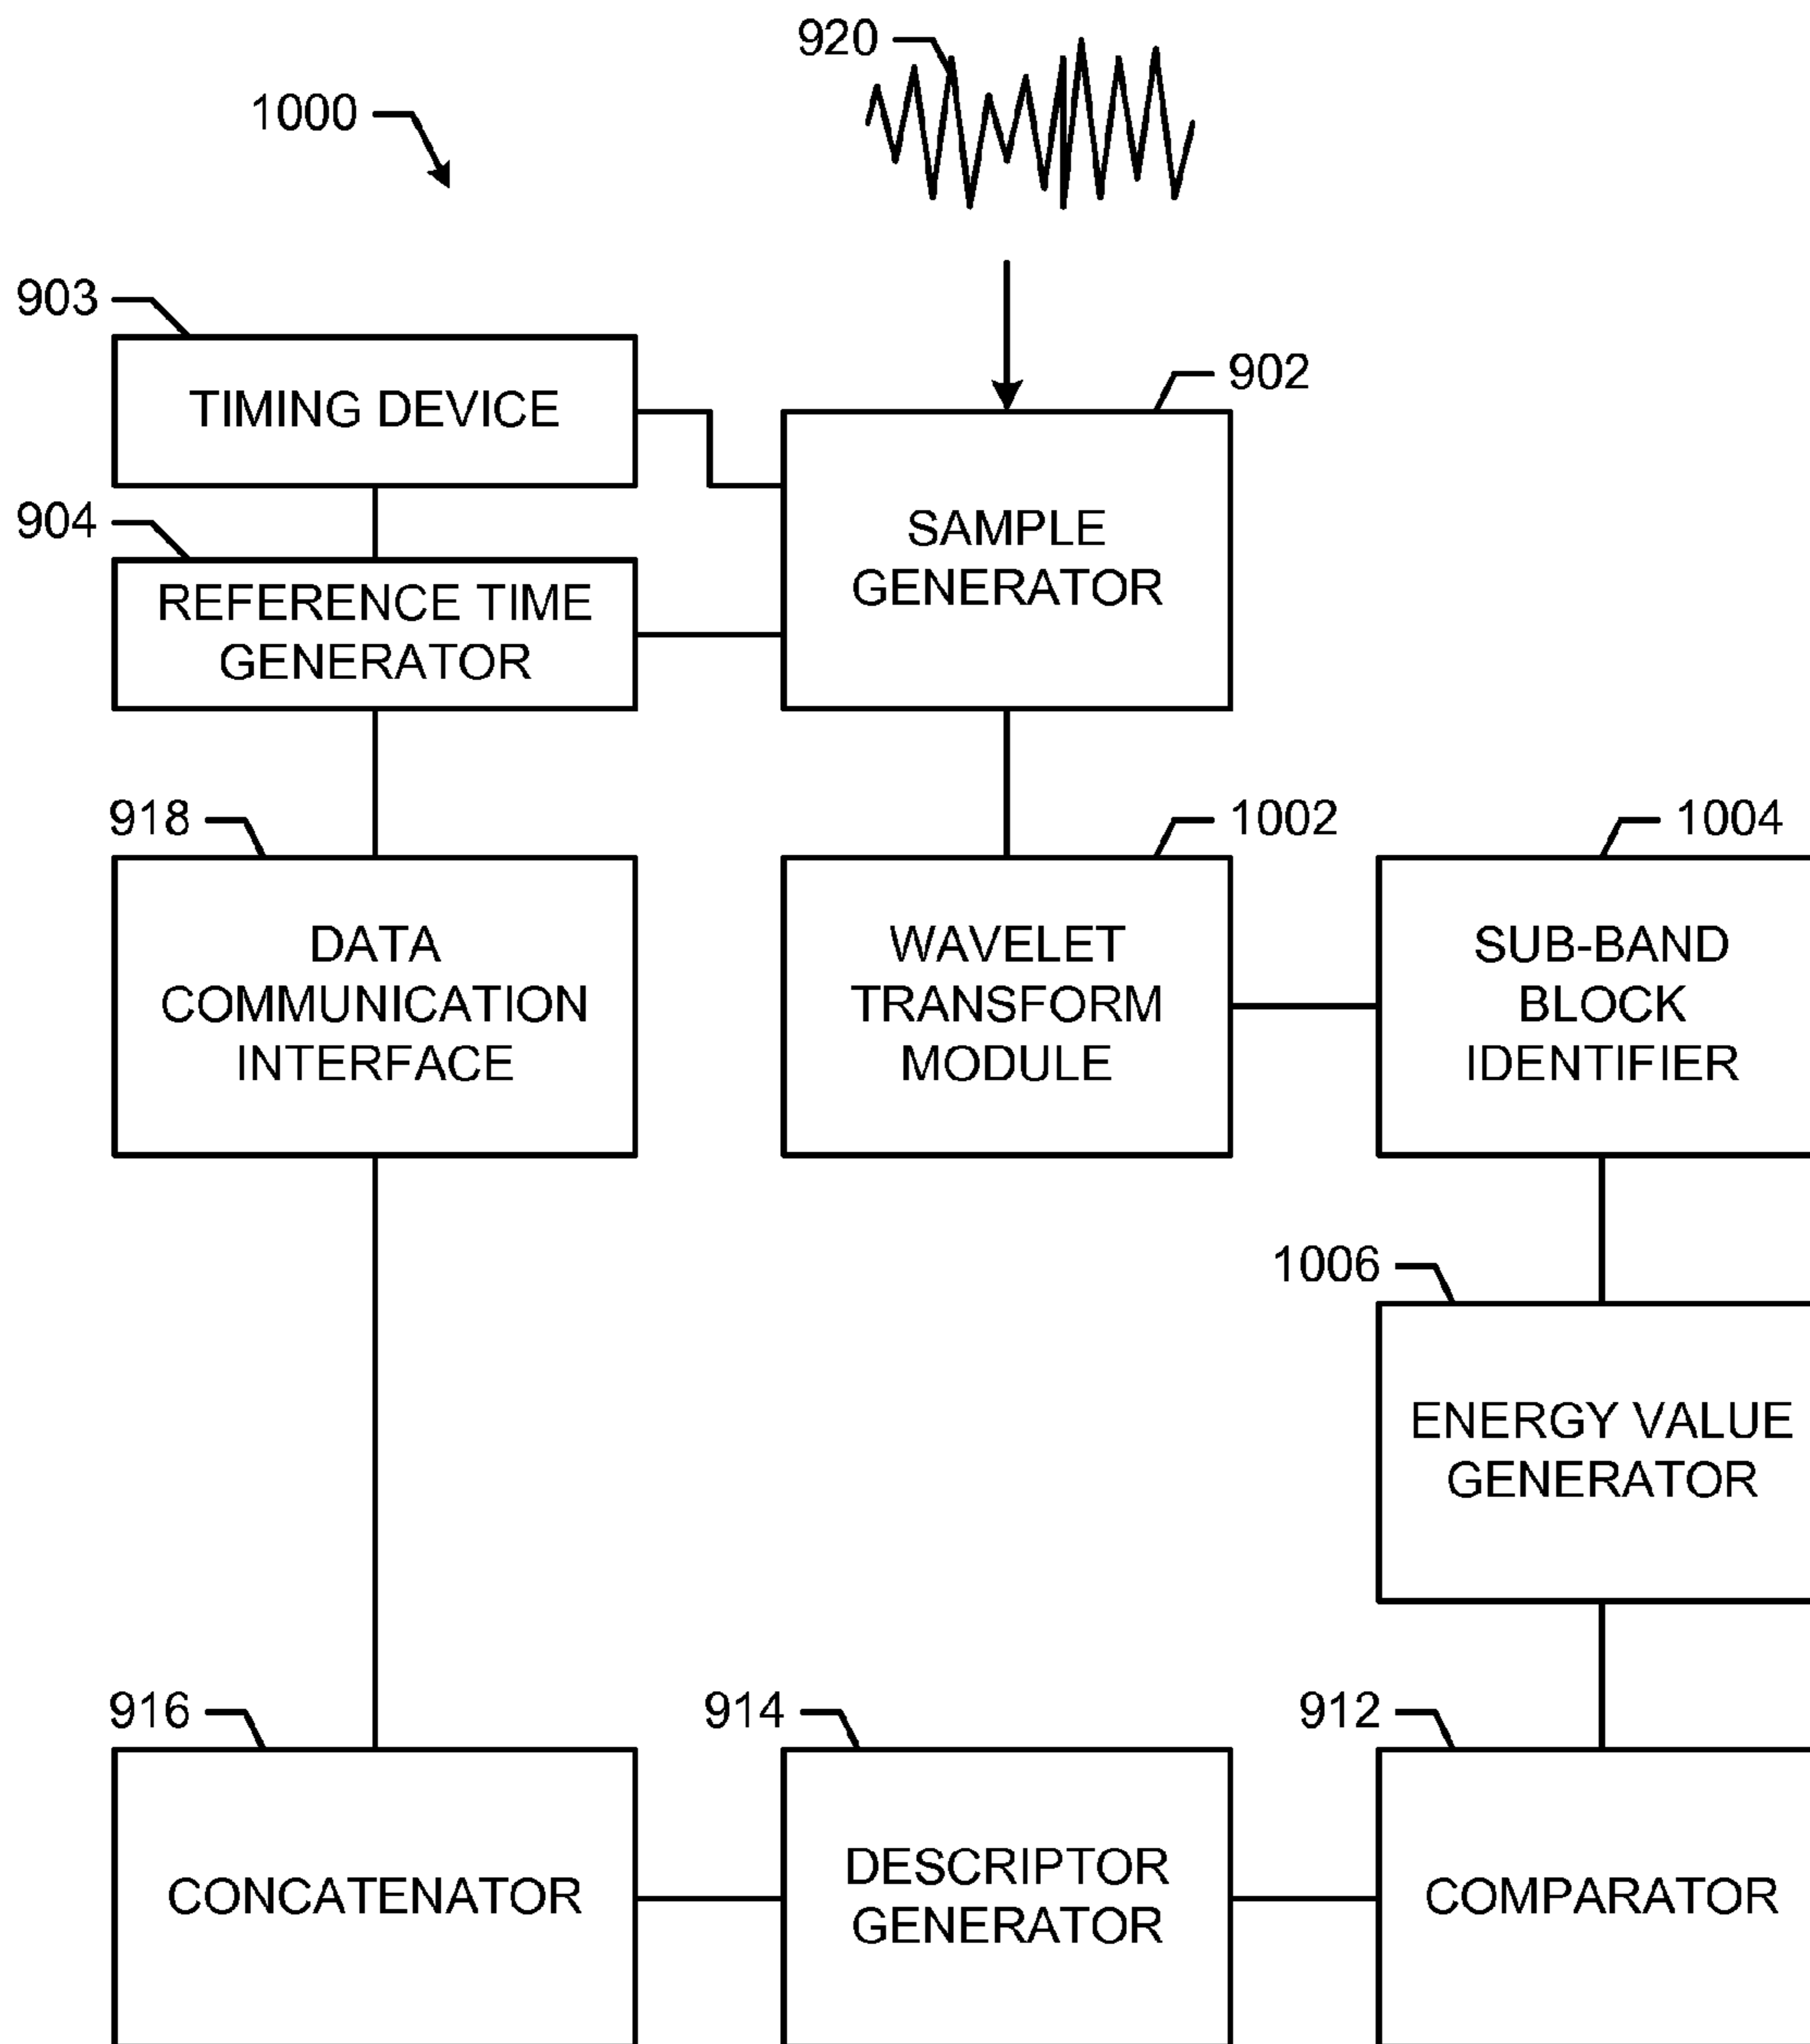 920
1000
903
TIMING DEVICE
902
SAMPLE
GENERATOR
904
REFERENCE TIME
GENERATOR
918
DATA
COMMUNICATION
INTERFACE
1002
WAVELET
TRANSFORM
MODULE
1004
SUB-BAND
BLOCK
IDENTIFIER
1006
ENERGY VALUE
GENERATOR
916
CONCATENATOR
914
DESCRIPTOR
GENERATOR
912
COMPARATOR